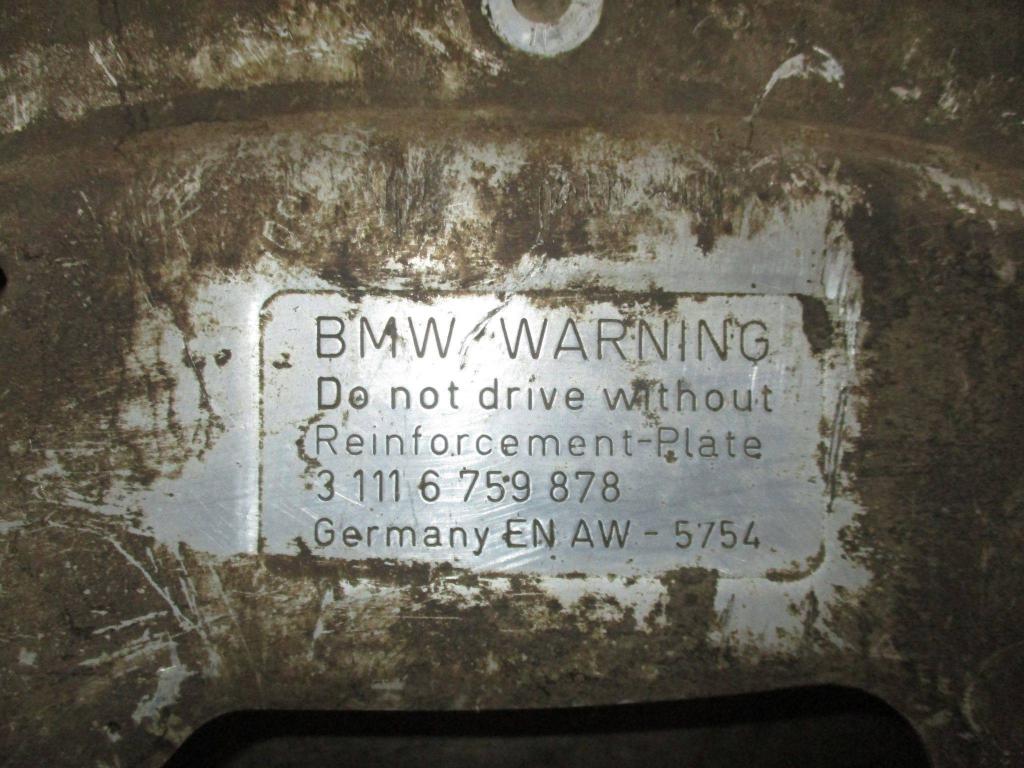 BMW WARNING
Do not drive without
Reinforcement-Plate
3 111 6 759 878
Germany EN AW - 5754